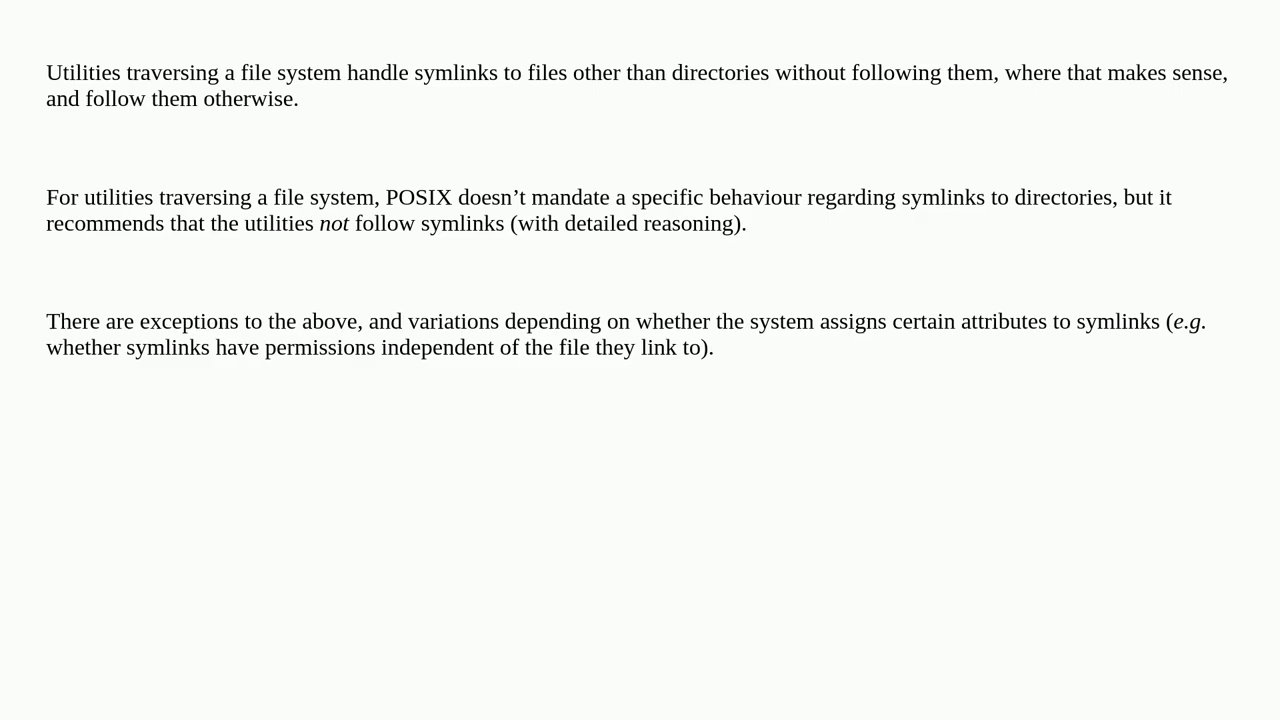 Utilities traversing a file system handle symlinks to files other than directories without following them, where that makes sense,
and follow them otherwise.
For utilities traversing a file system, POSIX doesn’t mandate a specific behaviour regarding symlinks to directories, but it
recommends that the utilities not follow symlinks (with detailed reasoning).
There are exceptions to the above, and variations depending on whether the system assigns certain attributes to symlinks (e.g.
whether symlinks have permissions independent of the file they link to).